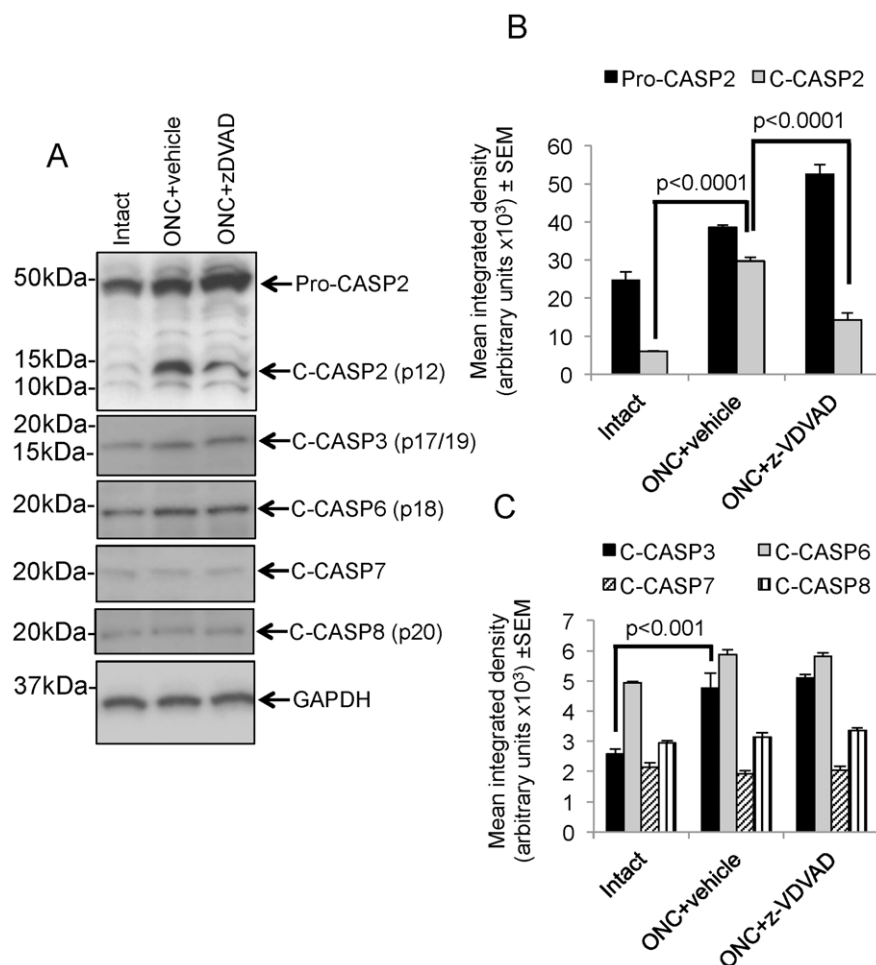 A
Intact
ONC+vehicle
ONC+zDVAD
50kDa-
Pro-CASP2
15kDa-
C-CASP2 (p12)
10kDa-
20kDa-
C-CASP3 (p17/19)
15kDa-
20kDa-
C-CASP6 (p18)
20kDa-
C-CASP7
20kDa-
C-CASP8 (p20)
37kDa-
GAPDH
B
Pro-CASP2 C-CASP2
p<0.0001
p<0.0001
Mean integrated density
(arbitrary units x10³) ± SEM
60
50
40
30
20
10
0
Intact
ONC+vehicle
ONC+z-VDVAD
C
C-CASP3 C-CASP6
C-CASP7 C-CASP8
p<0.001
Mean integrated density
(arbitrary units x10³) ±SEM
7
6
5
4
3
2
1
0
Intact
ONC+vehicle
ONC+z-VDVAD